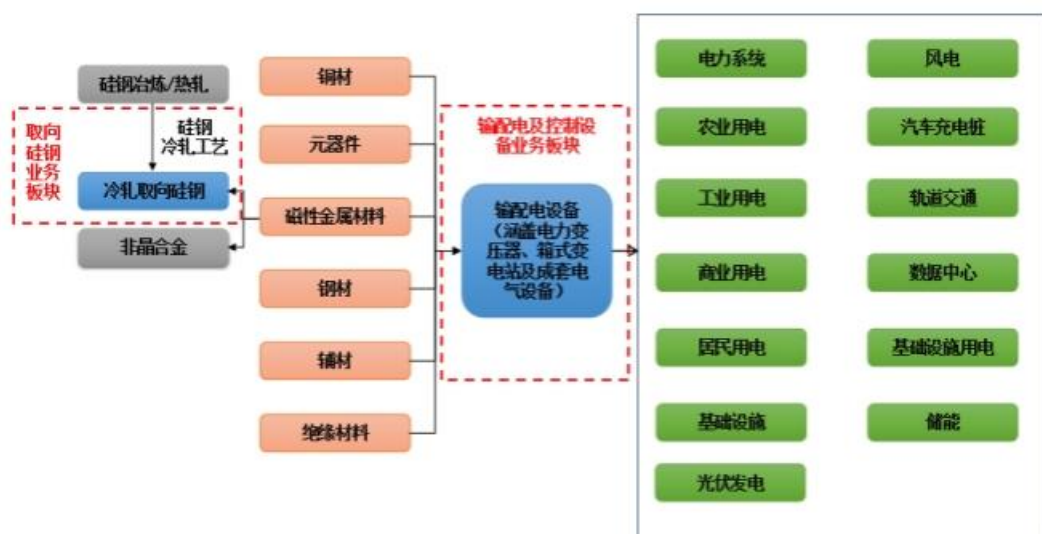 硅钢冶炼/热轧
取向
硅钢
业务
板块
硅钢
冷轧工艺
冷轧取向硅钢
非晶合金
铜材
元器件
磁性金属材料
钢材
辅材
绝缘材料
输配电及控制设
备业务板块
输配电设备
（涵盖电力变
压器、箱式变
电站及成套电
气设备）
电力系统
风电
农业用电
汽车充电桩
工业用电
轨道交通
商业用电
数据中心
居民用电
基础设施用电
基础设施
储能
光伏发电